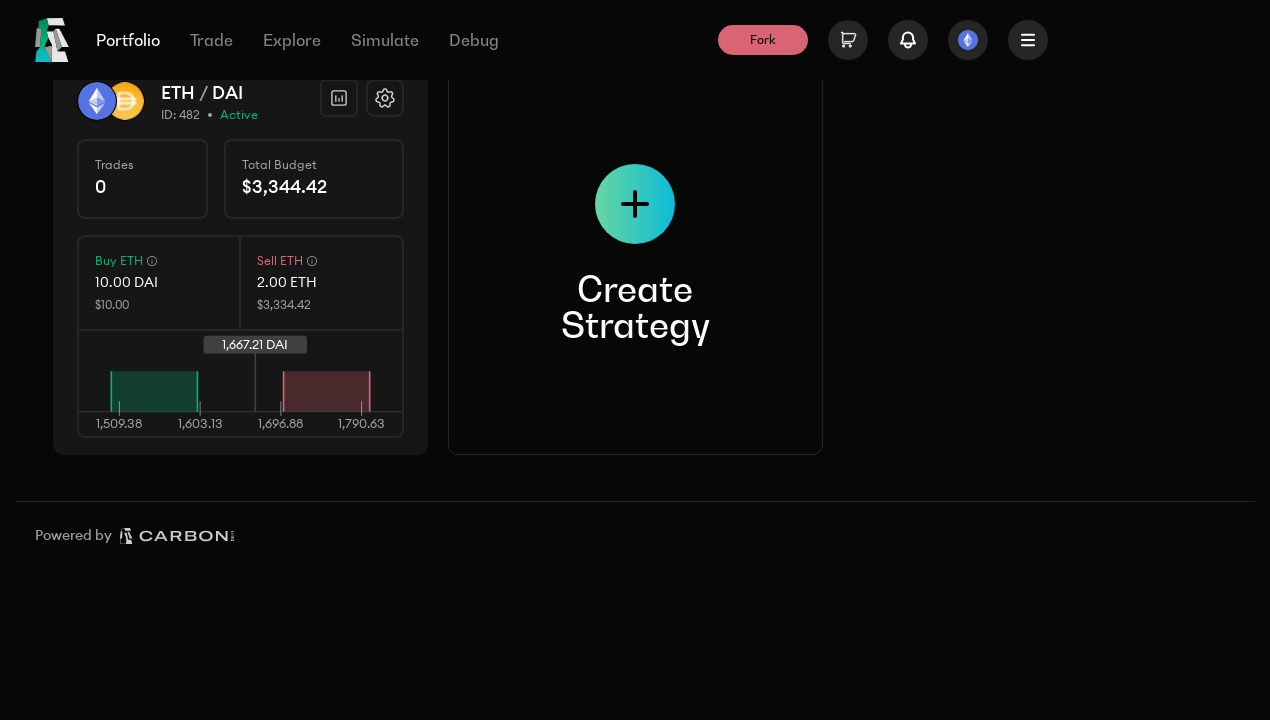 Portfolio
Trade
Explore
Simulate
Debug
Fork
ETH / DAI
ID: 482 • Active
Trades
0
Total Budget
$3,344.42
Buy ETH
10.00 DAI
$10.00
Sell ETH
2.00 ETH
$3,334.42
1,667.21 DAI
1,509.38
1,603.13
1,696.88
1,790.63
Create
Strategy
Powered by CARBON